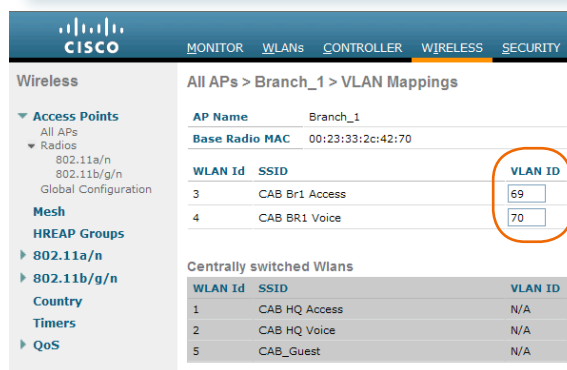 CISCO
MONITOR WLANs CONTROLLER WIRELESS SECURITY
Wireless
Access Points
All APs
Radios
802.11a/n
802.11b/g/n
Global Configuration
Mesh
HREAP Groups
802.11a/n
802.11b/g/n
Country
Timers
QoS
All APs > Branch_1 > VLAN Mappings
AP Name Branch_1
Base Radio MAC 00:23:33:2c:42:70
WLAN Id SSID VLAN ID
3 CAB Br1 Access 69
4 CAB BR1 Voice 70
Centrally switched Wlans
WLAN Id SSID VLAN ID
1 CAB HQ Access N/A
2 CAB HQ Voice N/A
5 CAB_Guest N/A